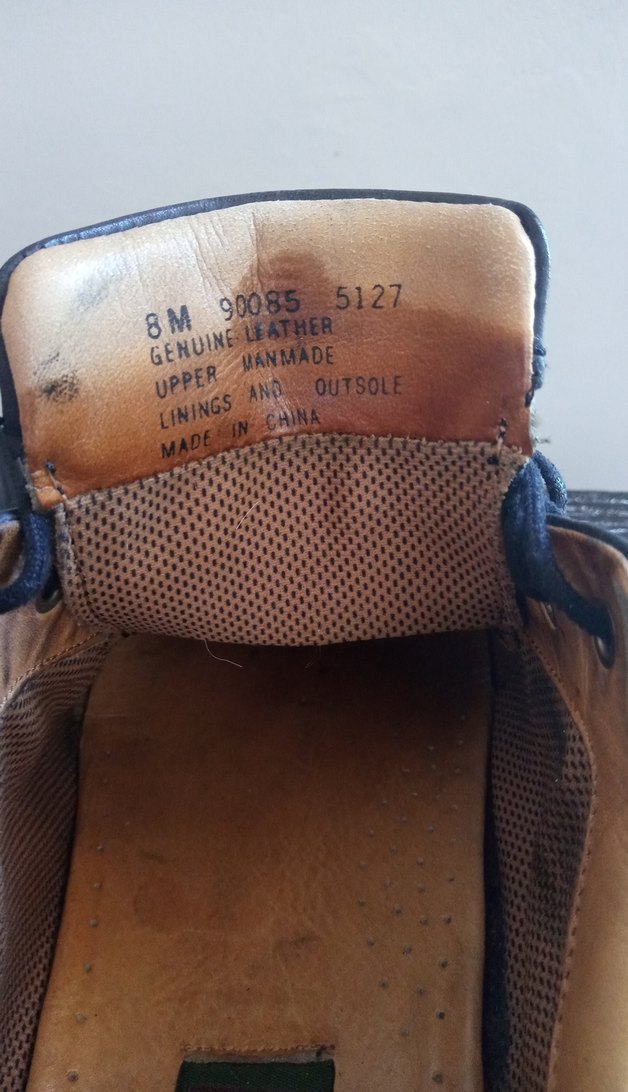 8M 90085 5127
GENUINE LEATHER
UPPER MANMADE
LININGS AND OUTSOLE
MADE IN CHINA